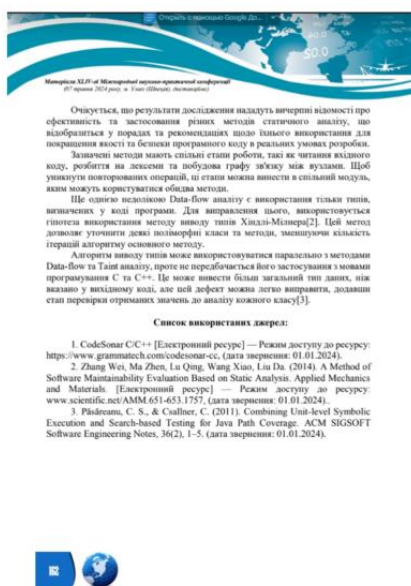 Открыть с помощью Google До...
Матеріали XLIV-ої Міжнародної науково-практичної конференції
(07 травня 2024 року, м. Умео (Швеція), дистанційно)
Очікується, що результати дослідження нададуть вичерпні відомості про
ефективність та застосування різних методів статичного аналізу, що
відобразиться у порадах та рекомендаціях щодо їхнього використання для
покращення якості та безпеки програмного коду в реальних умовах розробки.
Зазначені методи мають спільні етапи роботи, такі як читання вхідного
коду, розбиття на лексеми та побудова графу зв'язку між вузлами. Щоб
уникнути повторюваних операцій, ці етапи можна винести в спільний модуль,
яким можуть користуватися обидва методи.
Ще однією недолікою Data-flow аналізу є використання тільки типів,
визначених у коді програми. Для виправлення цього, використовується
гіпотеза використання методу виводу типів Хіндлі-Мілнера[2]. Цей метод
дозволяє уточнити деякі поліморфні класи та методи, зменшуючи кількість
ітерацій алгоритму основного методу.
Алгоритм виводу типів може використовуватися паралельно з методами
Data-flow та Taint аналізу, проте не передбачається його застосування з мовами
програмування C та C++. Це може вивести більш загальний тип даних, ніж
вказано у вихідному коді, але цей дефект можна легко виправити, додавши
етап перевірки отриманих значень до аналізу кожного класу[3].
Список використаних джерел:
1. CodeSonar C/C++ [Електронний ресурс] — Режим доступу до ресурсу:
https://www.grammatech.com/codesonar-cc, (дата звернення: 01.01.2024).
2. Zhang Wei, Ma Zhen, Lu Qing, Wang Xiao, Liu Da. (2014). A Method of
Software Maintainability Evaluation Based on Static Analysis. Applied Mechanics
and Materials. [Електронний ресурс] — Режим доступу до ресурсу:
www.scientific.net/AMM.651-653.1757, (дата звернення: 01.01.2024)..
3. Păsăreanu, C. S., & Csallner, C. (2011). Combining Unit-level Symbolic
Execution and Search-based Testing for Java Path Coverage. ACM SIGSOFT
Software Engineering Notes, 36(2), 1–5. (дата звернення: 01.01.2024).